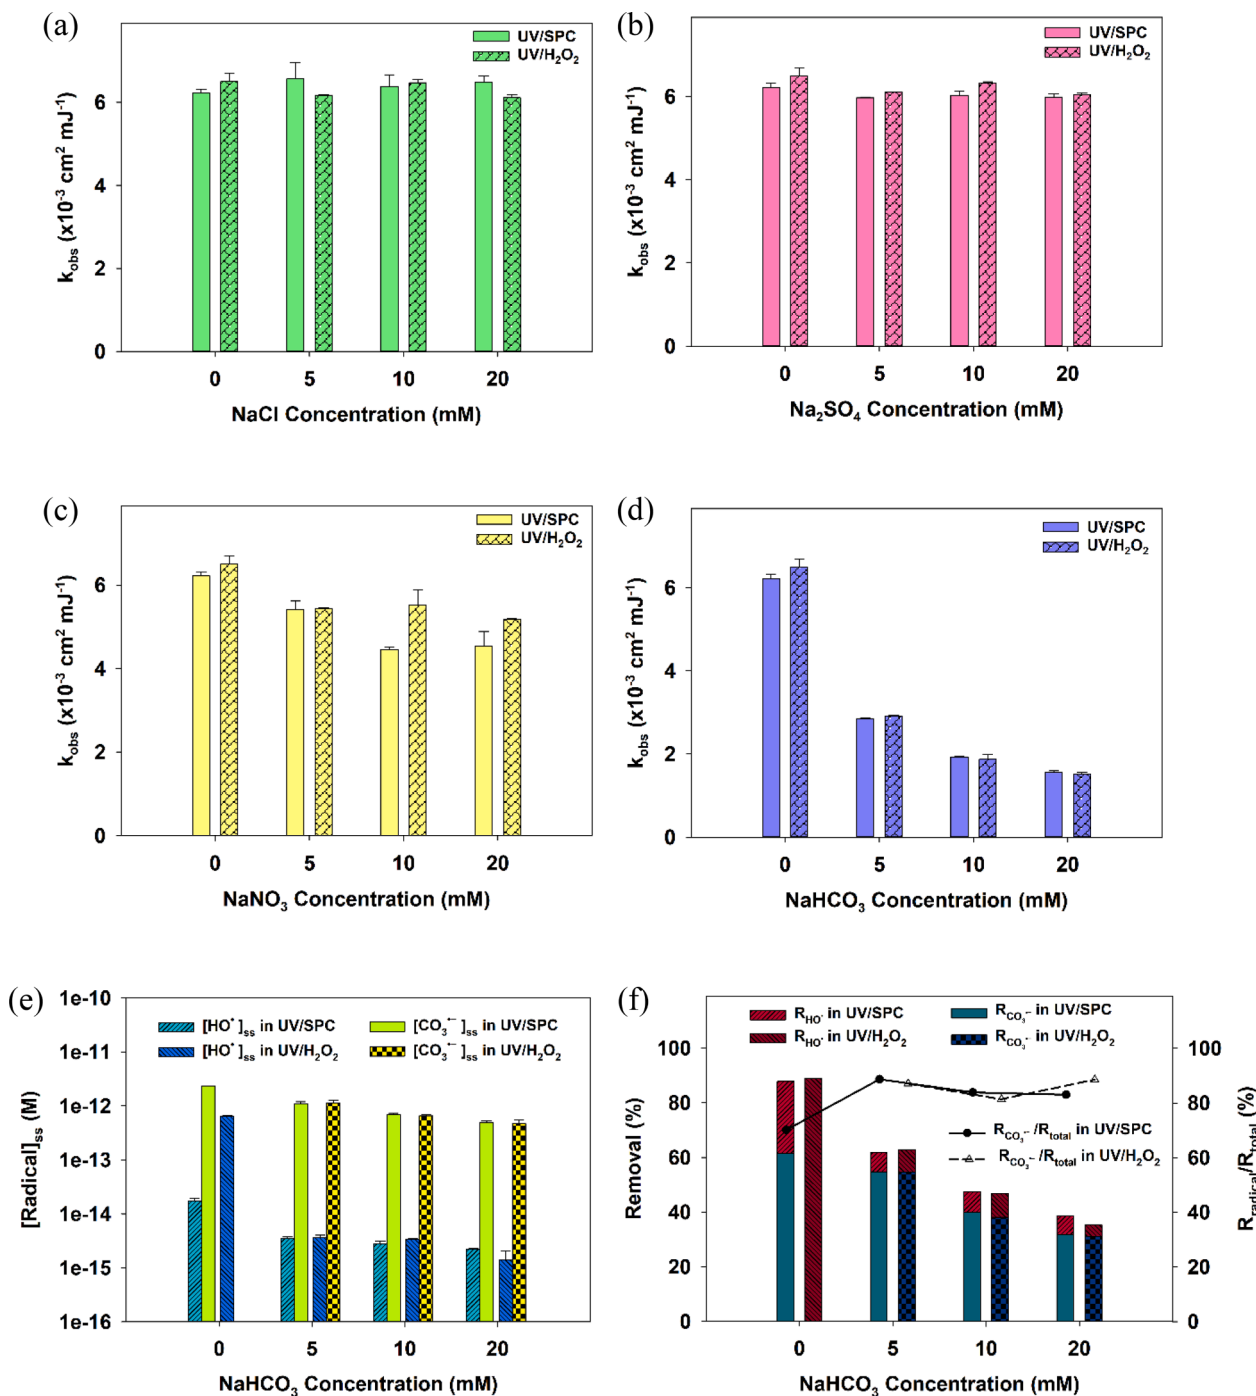 (a)
UV/SPC
UV/H₂O₂
6
4
2
0
kobs (x10⁻³ cm² mJ⁻¹)
0 5 10 20
NaCl Concentration (mM)
(b)
UV/SPC
UV/H₂O₂
6
4
2
0
kobs (x10⁻³ cm² mJ⁻¹)
0 5 10 20
Na₂SO₄ Concentration (mM)
(c)
UV/SPC
UV/H₂O₂
6
4
2
0
kobs (x10⁻³ cm² mJ⁻¹)
0 5 10 20
NaNO₃ Concentration (mM)
(d)
UV/SPC
UV/H₂O₂
6
4
2
0
kobs (x10⁻³ cm² mJ⁻¹)
0 5 10 20
NaHCO₃ Concentration (mM)
(e)
[HO•]ss in UV/SPC
[HO•]ss in UV/H₂O₂
[CO₃•−]ss in UV/SPC
[CO₃•−]ss in UV/H₂O₂
1e-10
1e-11
1e-12
1e-13
1e-14
1e-15
1e-16
[Radical]ss (M)
0 5 10 20
NaHCO₃ Concentration (mM)
(f)
RHO• in UV/SPC
RHO• in UV/H₂O₂
RCO₃•− in UV/SPC
RCO₃•− in UV/H₂O₂
RCO₃•−/Rtotal in UV/SPC
RCO₃•−/Rtotal in UV/H₂O₂
100
80
60
40
20
0
Removal (%)
100
80
60
40
20
0
Rradical/Rtotal (%)
0 5 10 20
NaHCO₃ Concentration (mM)